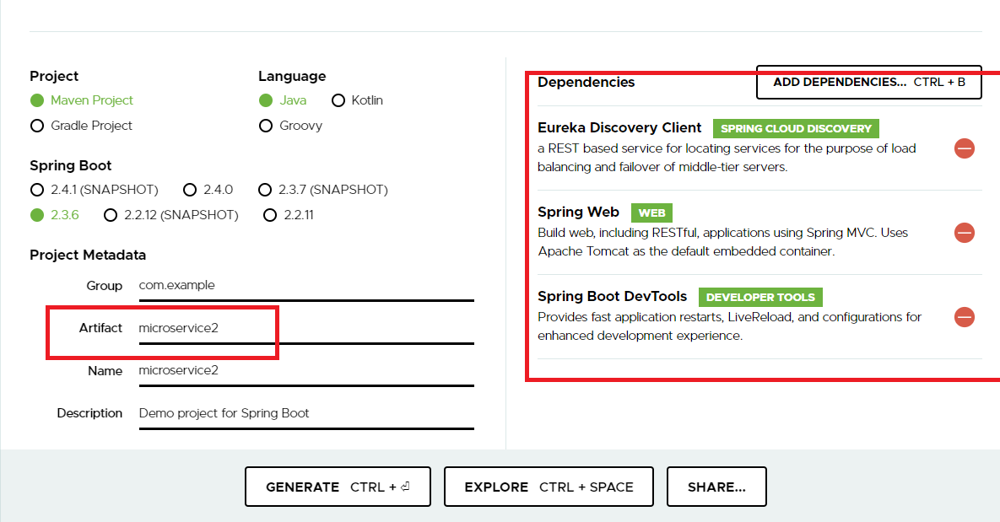 Project
Maven Project
Gradle Project
Language
Java Kotlin
Groovy
Spring Boot
2.4.1 (SNAPSHOT) 2.4.0 2.3.7 (SNAPSHOT)
2.3.6 2.2.12 (SNAPSHOT) 2.2.11
Project Metadata
Group com.example
Artifact microservice2
Name microservice2
Description Demo project for Spring Boot
Dependencies ADD DEPENDENCIES... CTRL + B
Eureka Discovery Client SPRING CLOUD DISCOVERY
a REST based service for locating services for the purpose of load
balancing and failover of middle-tier servers.
Spring Web WEB
Build web, including RESTful, applications using Spring MVC. Uses
Apache Tomcat as the default embedded container.
Spring Boot DevTools DEVELOPER TOOLS
Provides fast application restarts, LiveReload, and configurations for
enhanced development experience.
GENERATE CTRL + ⏎ EXPLORE CTRL + SPACE SHARE...